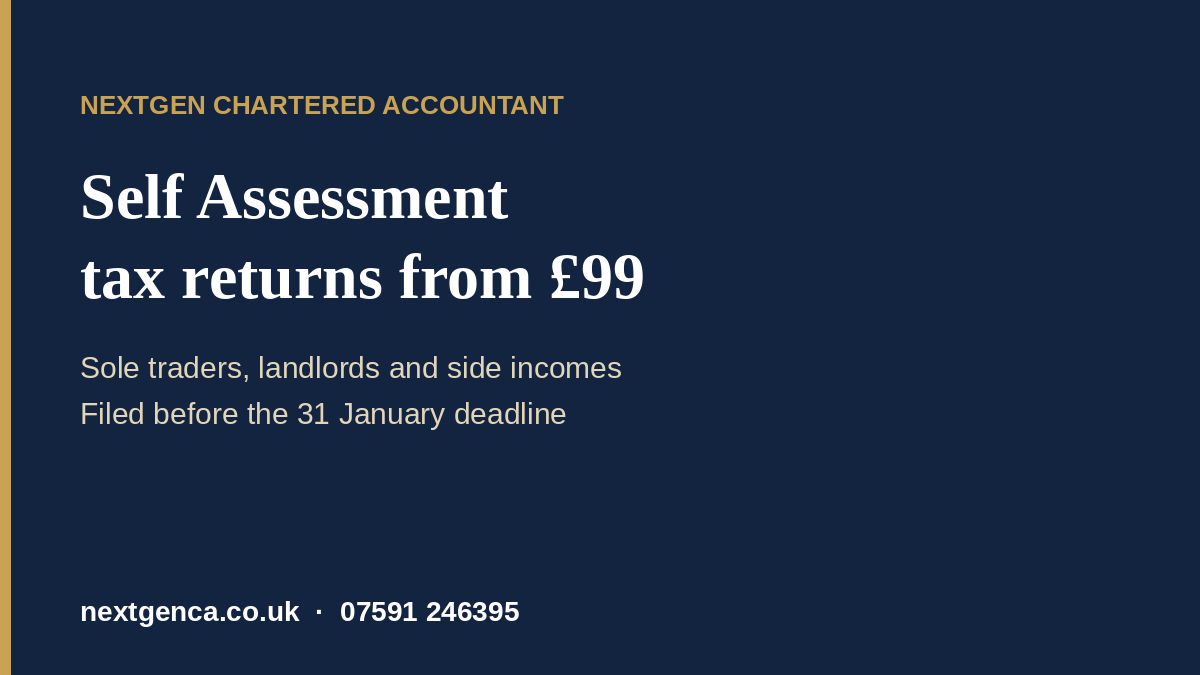 NEXTGEN CHARTERED ACCOUNTANT
Self Assessment
tax returns from £99
Sole traders, landlords and side incomes
Filed before the 31 January deadline
nextgenca.co.uk · 07591 246395